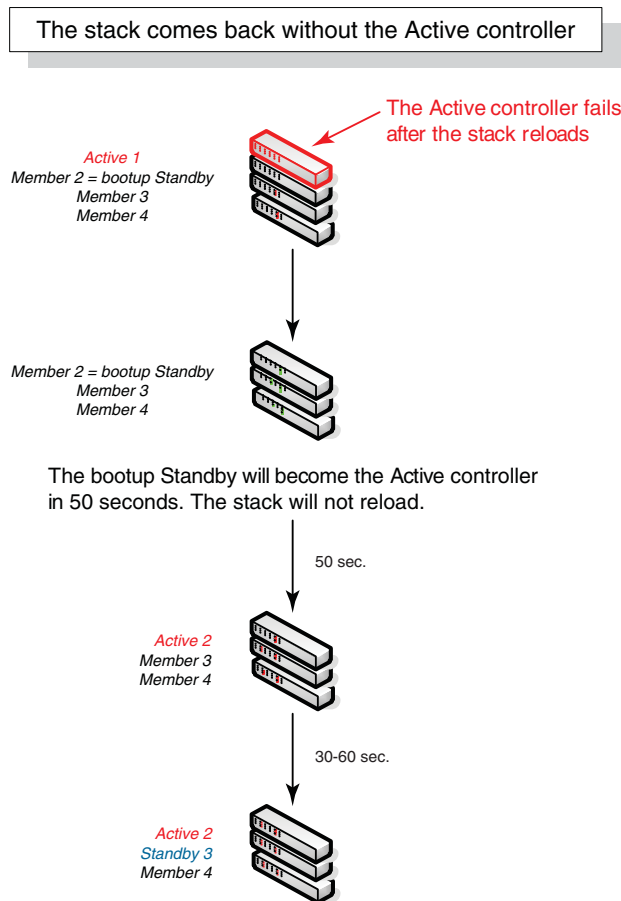 The stack comes back without the Active controller
The Active controller fails
after the stack reloads
Active 1
Member 2 = bootup Standby
Member 3
Member 4
Member 2 = bootup Standby
Member 3
Member 4
The bootup Standby will become the Active controller
in 50 seconds. The stack will not reload.
50 sec.
Active 2
Member 3
Member 4
30-60 sec.
Active 2
Standby 3
Member 4